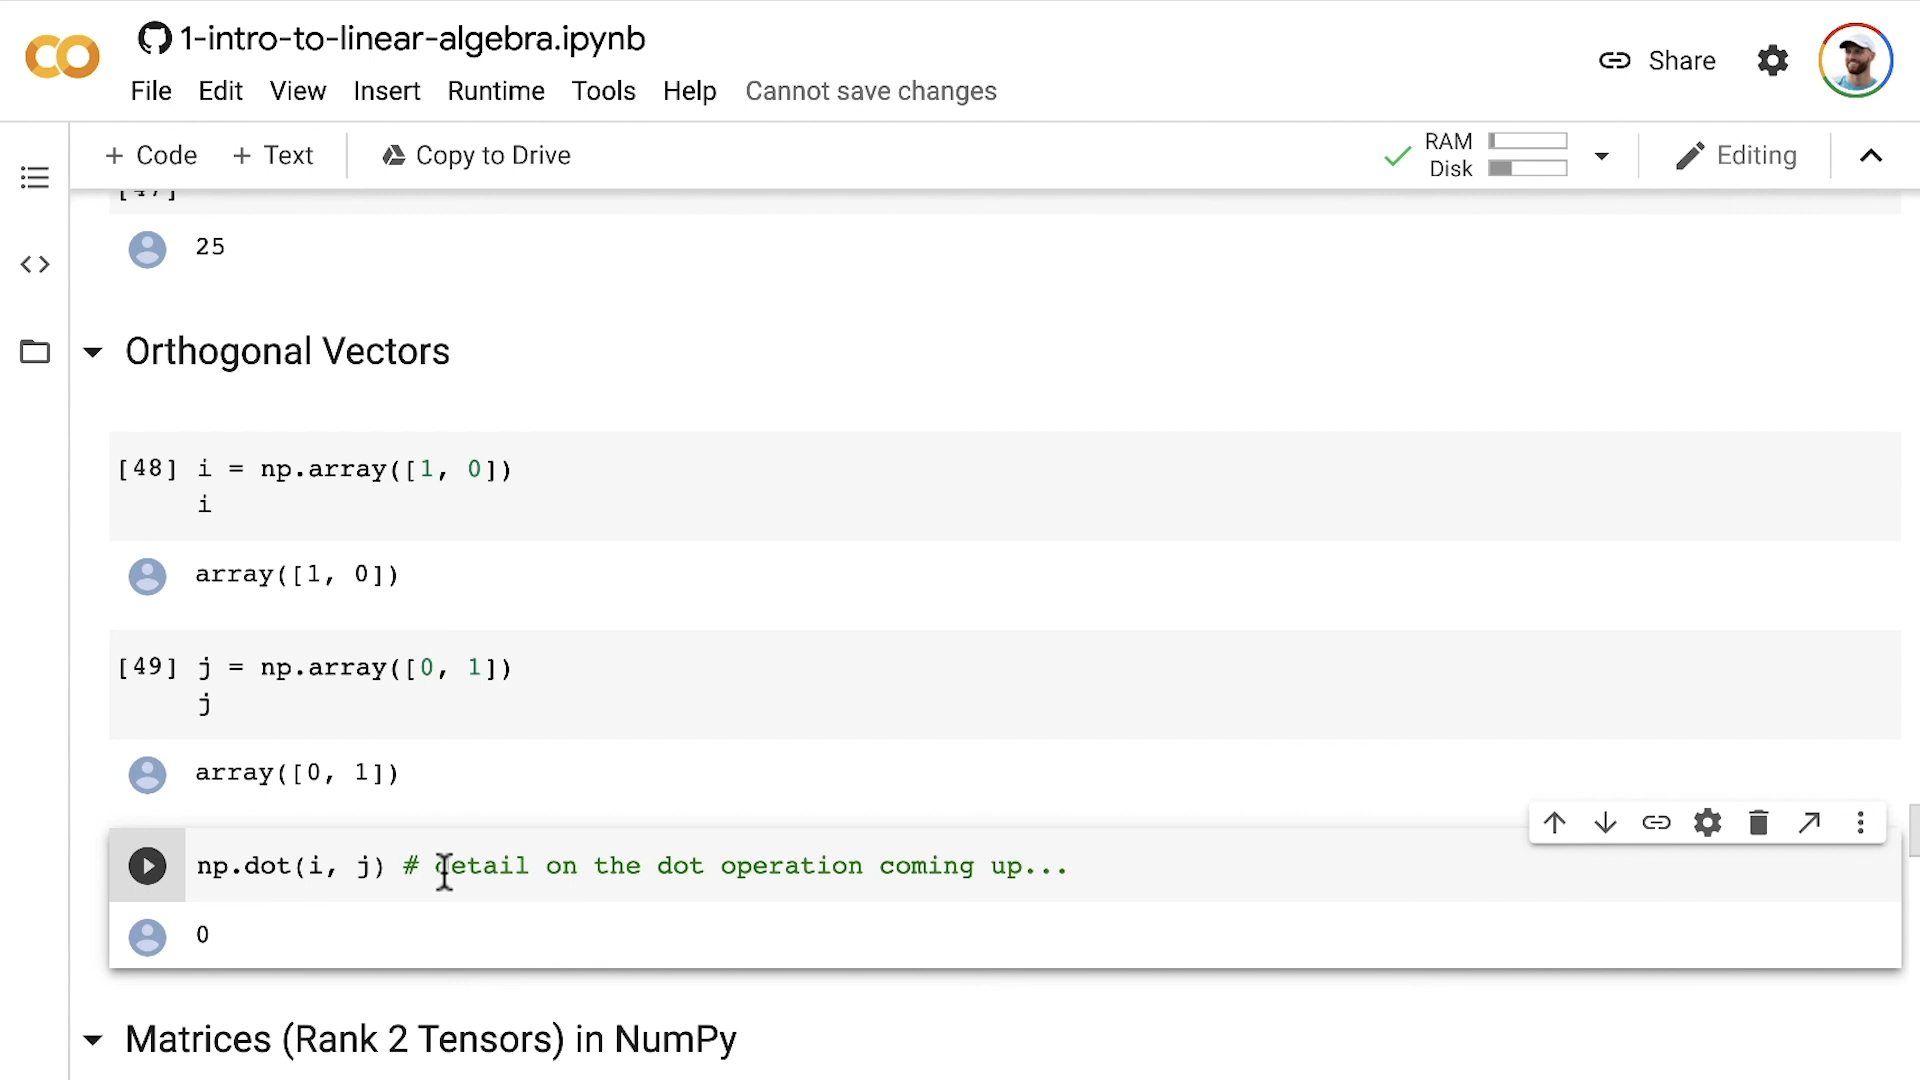 1-intro-to-linear-algebra.ipynb
File Edit View Insert Runtime Tools Help Cannot save changes
Share
+ Code + Text Copy to Drive
RAM
Disk
Editing
[47]
25
Orthogonal Vectors
[48] i = np.array([1, 0])
i
array([1, 0])
[49] j = np.array([0, 1])
j
array([0, 1])
np.dot(i, j) # detail on the dot operation coming up...
0
Matrices (Rank 2 Tensors) in NumPy